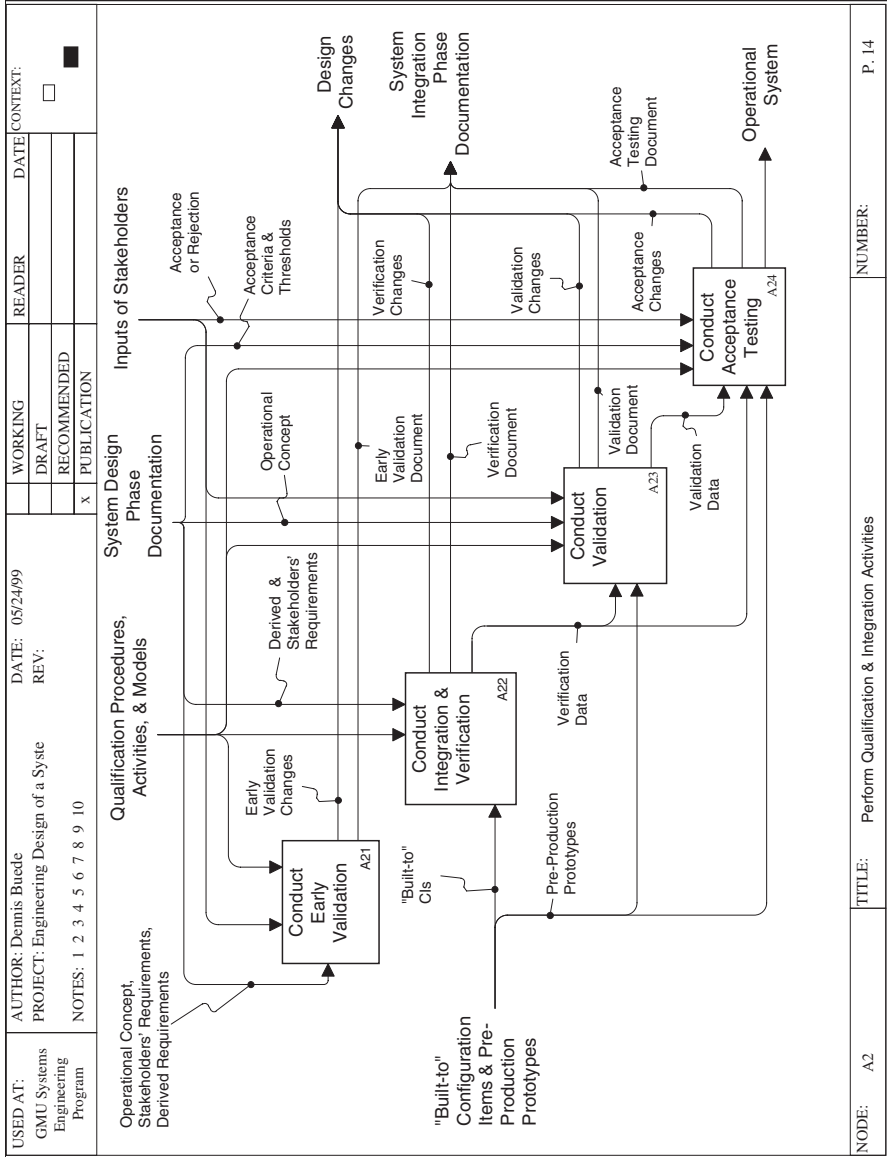 USED AT:
GMU Systems
Engineering
Program
AUTHOR: Dennis Buede
PROJECT: Engineering Design of a Syste
NOTES: 1 2 3 4 5 6 7 8 9 10
DATE: 05/24/99
REV:
WORKING
DRAFT
RECOMMENDED
x PUBLICATION
READER
DATE
CONTEXT:
Qualification Procedures,
Activities, & Models
System Design
Phase
Documentation
Inputs of Stakeholders
Operational Concept,
Stakeholders' Requirements,
Derived Requirements
Conduct
Early
Validation
A21
Early
Validation
Changes
Derived &
Stakeholders'
Requirements
Operational
Concept
Acceptance
or Rejection
Acceptance
Criteria &
Thresholds
Design
Changes
System
Integration
Phase
Documentation
Early
Validation
Document
Verification
Changes
"Built-to"
CIs
Conduct
Integration &
Verification
A22
Verification
Document
"Built-to"
Configuration
Items & Pre-
Production
Prototypes
Pre-Production
Prototypes
Verification
Data
Conduct
Validation
A23
Validation
Changes
Validation
Document
Validation
Data
Acceptance
Changes
Acceptance
Testing
Document
Conduct
Acceptance
Testing
A24
Operational
System
NODE: A2
TITLE: Perform Qualification & Integration Activities
NUMBER:
P. 14